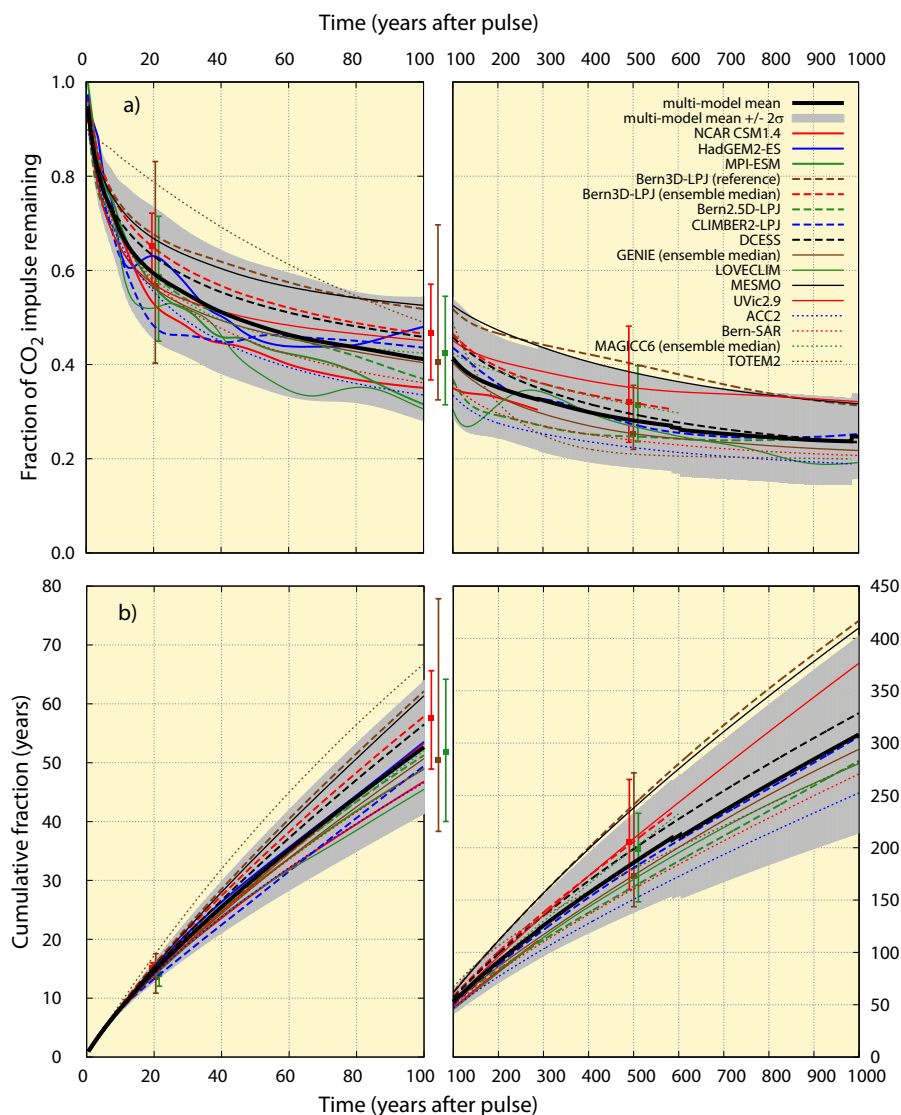 Time (years after pulse)
0 20 40 60 80 100 100 200 300 400 500 600 700 800 900 1000
Fraction of CO2 impulse remaining
1.0
0.8
0.6
0.4
0.2
0.0
a)
multi-model mean
multi-model mean +/- 2σ
NCAR CSM1.4
HadGEM2-ES
MPI-ESM
Bern3D-LPJ (reference)
Bern3D-LPJ (ensemble median)
Bern2.5D-LPJ
CLIMBER2-LPJ
DCESS
GENIE (ensemble median)
LOVECLIM
MESMO
UVic2.9
ACC2
Bern-SAR
MAGICC6 (ensemble median)
TOTEM2
Cumulative fraction (years)
80
70
60
50
40
30
20
10
0
b)
450
400
350
300
250
200
150
100
50
0
0 20 40 60 80 100 100 200 300 400 500 600 700 800 900 1000
Time (years after pulse)